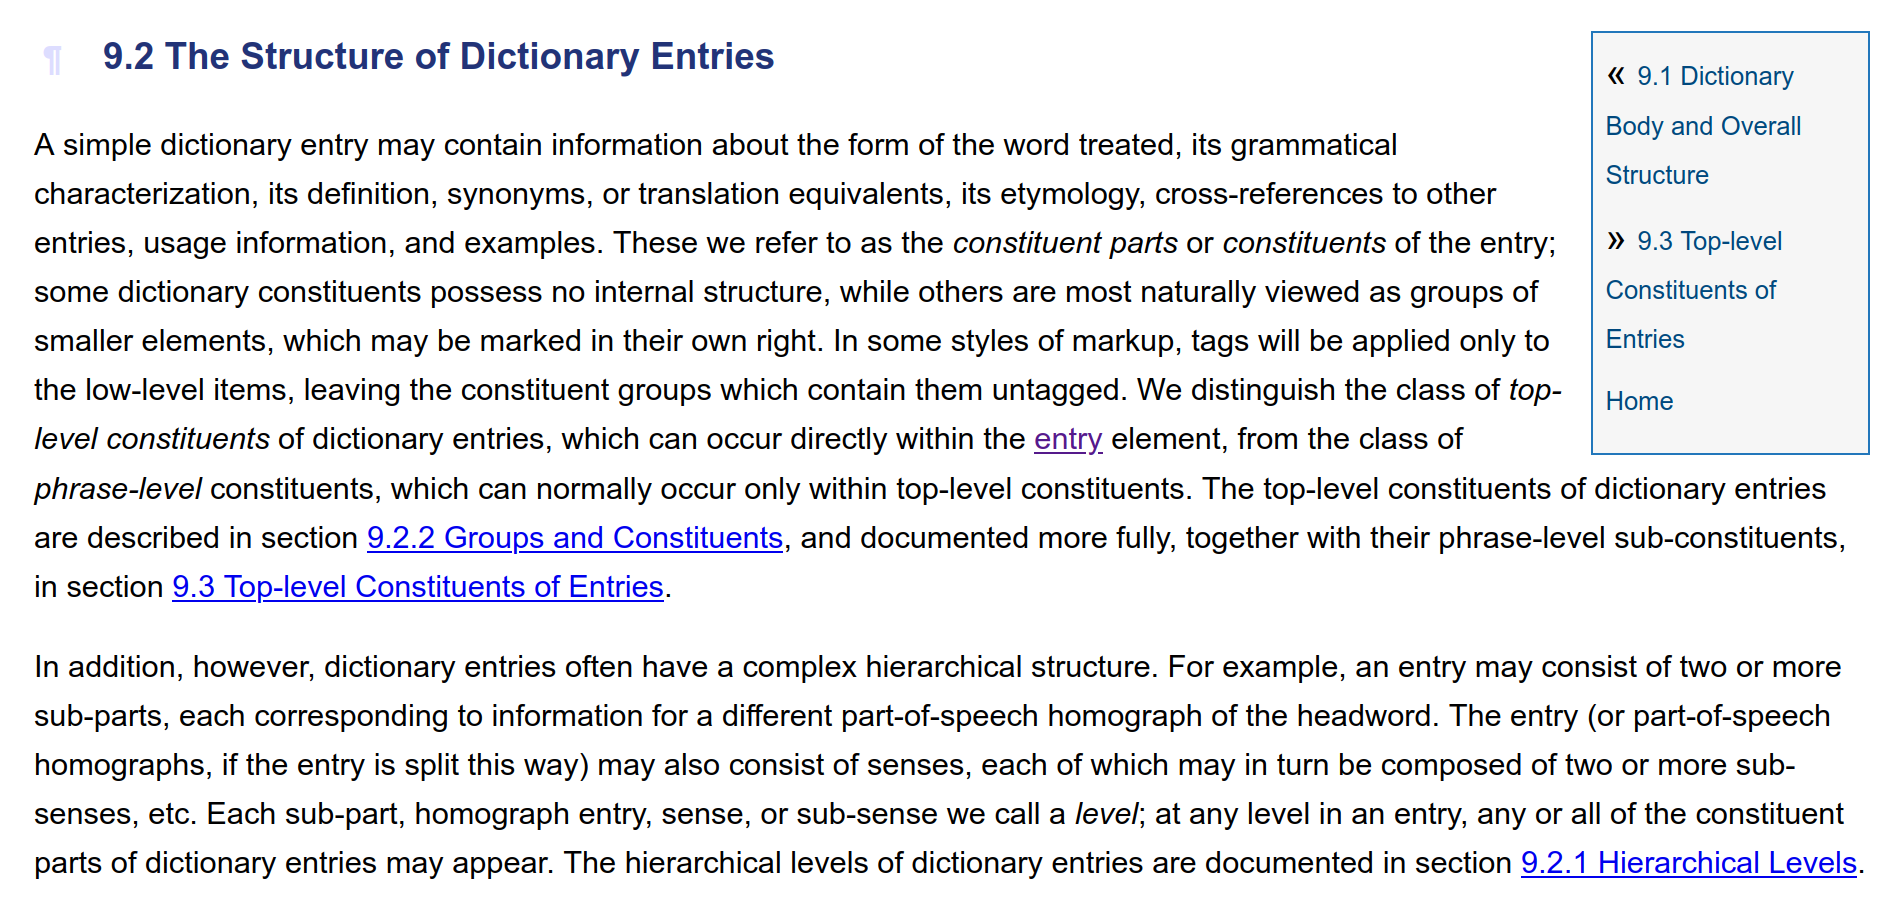 ¶ 9.2 The Structure of Dictionary Entries
A simple dictionary entry may contain information about the form of the word treated, its grammatical
characterization, its definition, synonyms, or translation equivalents, its etymology, cross-references to other
entries, usage information, and examples. These we refer to as the constituent parts or constituents of the entry;
some dictionary constituents possess no internal structure, while others are most naturally viewed as groups of
smaller elements, which may be marked in their own right. In some styles of markup, tags will be applied only to
the low-level items, leaving the constituent groups which contain them untagged. We distinguish the class of top-
level constituents of dictionary entries, which can occur directly within the entry element, from the class of
phrase-level constituents, which can normally occur only within top-level constituents. The top-level constituents of dictionary entries
are described in section 9.2.2 Groups and Constituents, and documented more fully, together with their phrase-level sub-constituents,
in section 9.3 Top-level Constituents of Entries.
In addition, however, dictionary entries often have a complex hierarchical structure. For example, an entry may consist of two or more
sub-parts, each corresponding to information for a different part-of-speech homograph of the headword. The entry (or part-of-speech
homographs, if the entry is split this way) may also consist of senses, each of which may in turn be composed of two or more sub-
senses, etc. Each sub-part, homograph entry, sense, or sub-sense we call a level; at any level in an entry, any or all of the constituent
parts of dictionary entries may appear. The hierarchical levels of dictionary entries are documented in section 9.2.1 Hierarchical Levels.
« 9.1 Dictionary
Body and Overall
Structure
» 9.3 Top-level
Constituents of
Entries
Home